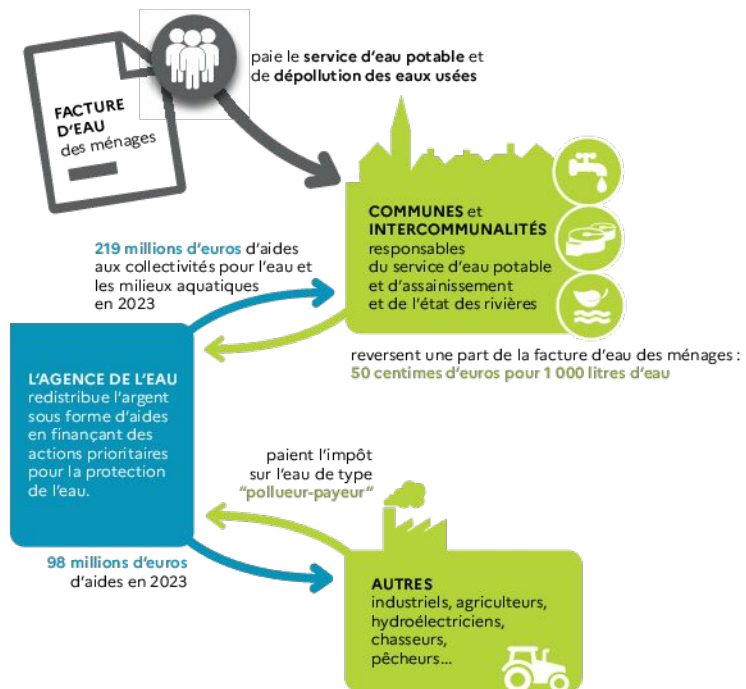 paie le service d'eau potable et
de dépollution des eaux usées
FACTURE
D'EAU
des ménages
COMMUNES et
INTERCOMMUNALITÉS
responsables
du service d'eau potable
et d'assainissement
et de l'état des rivières
219 millions d'euros d'aides
aux collectivités pour l'eau et
les milieux aquatiques
en 2023
reversent une part de la facture d'eau des ménages :
50 centimes d'euros pour 1 000 litres d'eau
L'AGENCE DE L'EAU
redistribue l'argent
sous forme d'aides
en finançant des
actions prioritaires
pour la protection
de l'eau.
paient l'impôt
sur l'eau de type
"pollueur-payeur"
98 millions d'euros
d'aides en 2023
AUTRES
industriels, agriculteurs,
hydroélectriciens,
chasseurs,
pêcheurs...